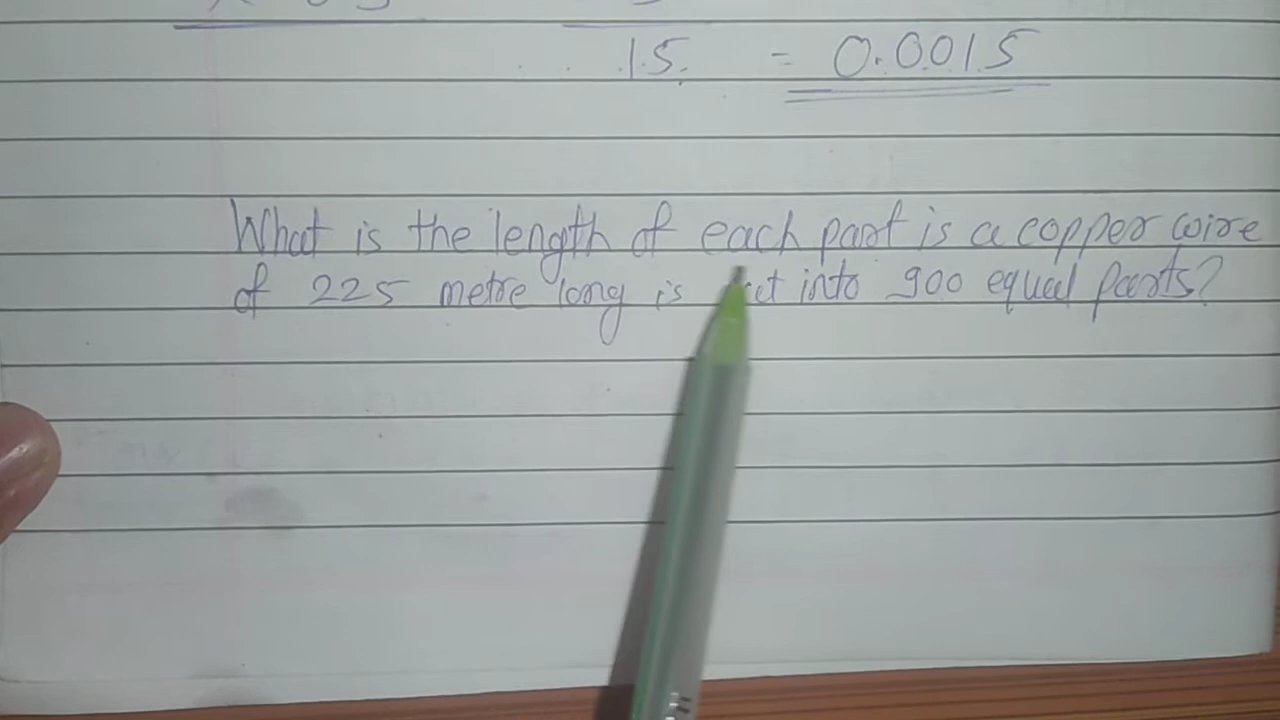 15 = 0.0015
What is the length of each part is a copper wire
of 225 metre long is into 900 equal parts?